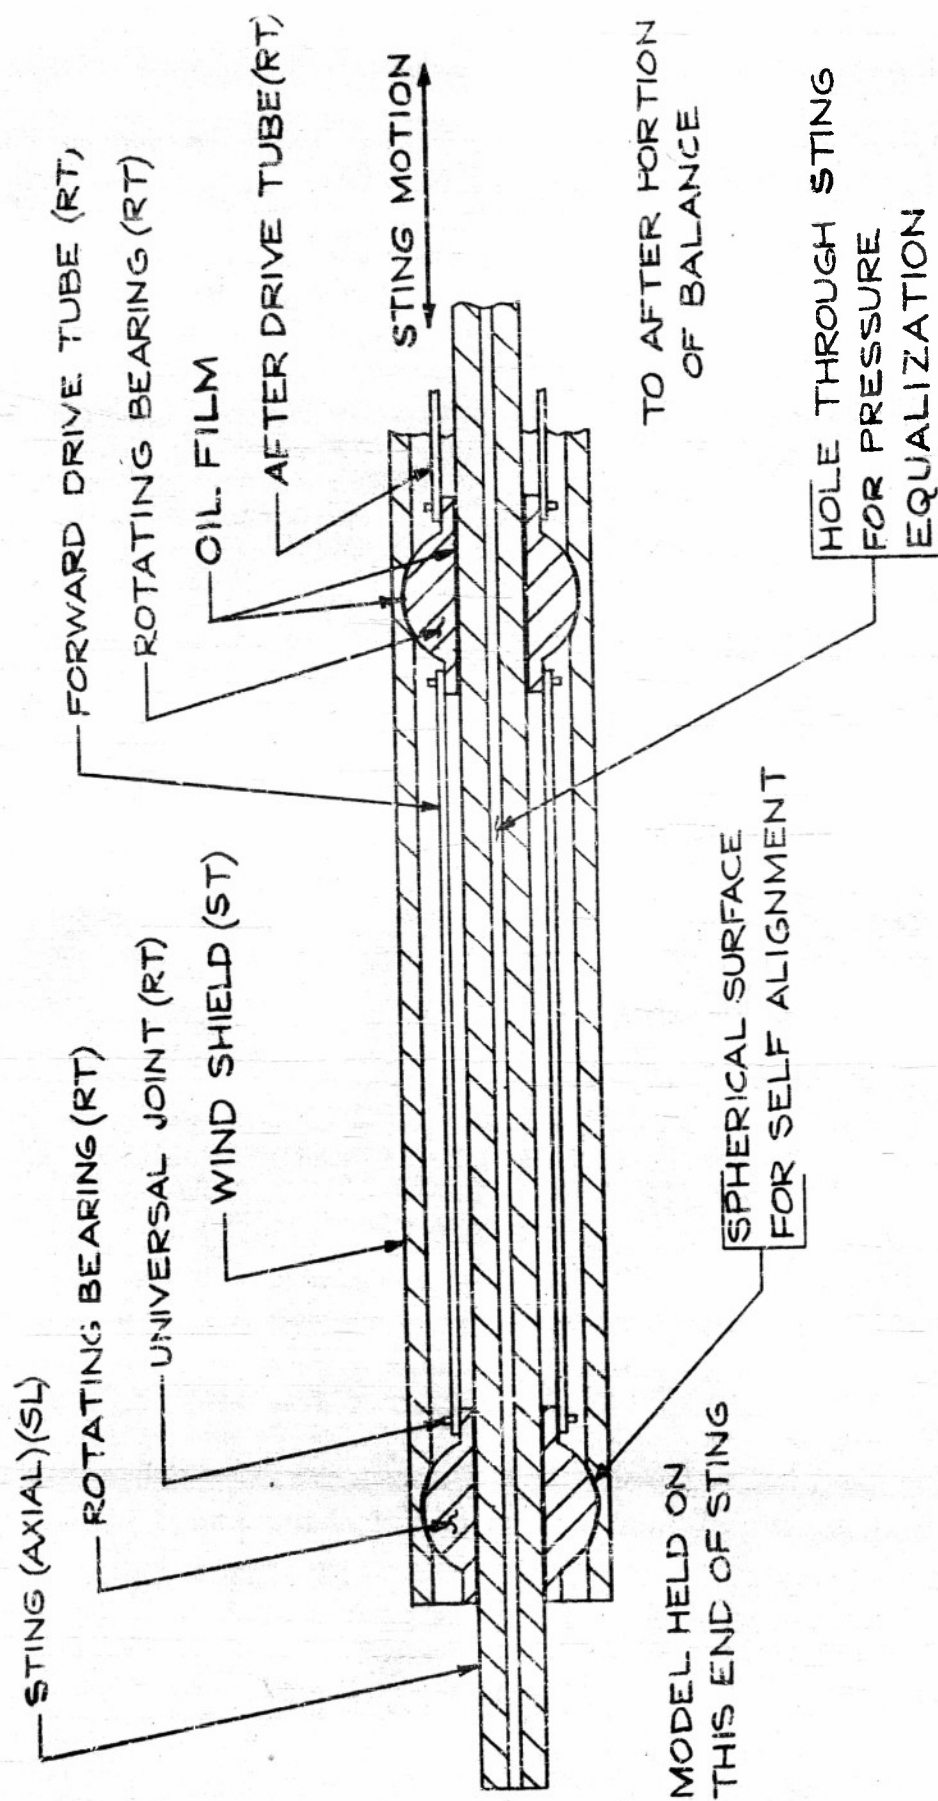 STING (AXIAL)(SL)
ROTATING BEARING (RT)
UNIVERSAL JOINT (RT)
WIND SHIELD (ST)
FORWARD DRIVE TUBE (RT)
ROTATING BEARING (RT)
OIL FILM
AFTER DRIVE TUBE (RT)
STING MOTION
TO AFTER PORTION
OF BALANCE
HOLE THROUGH STING
FOR PRESSURE
EQUALIZATION
SPHERICAL SURFACE
FOR SELF ALIGNMENT
MODEL HELD ON
THIS END OF STING